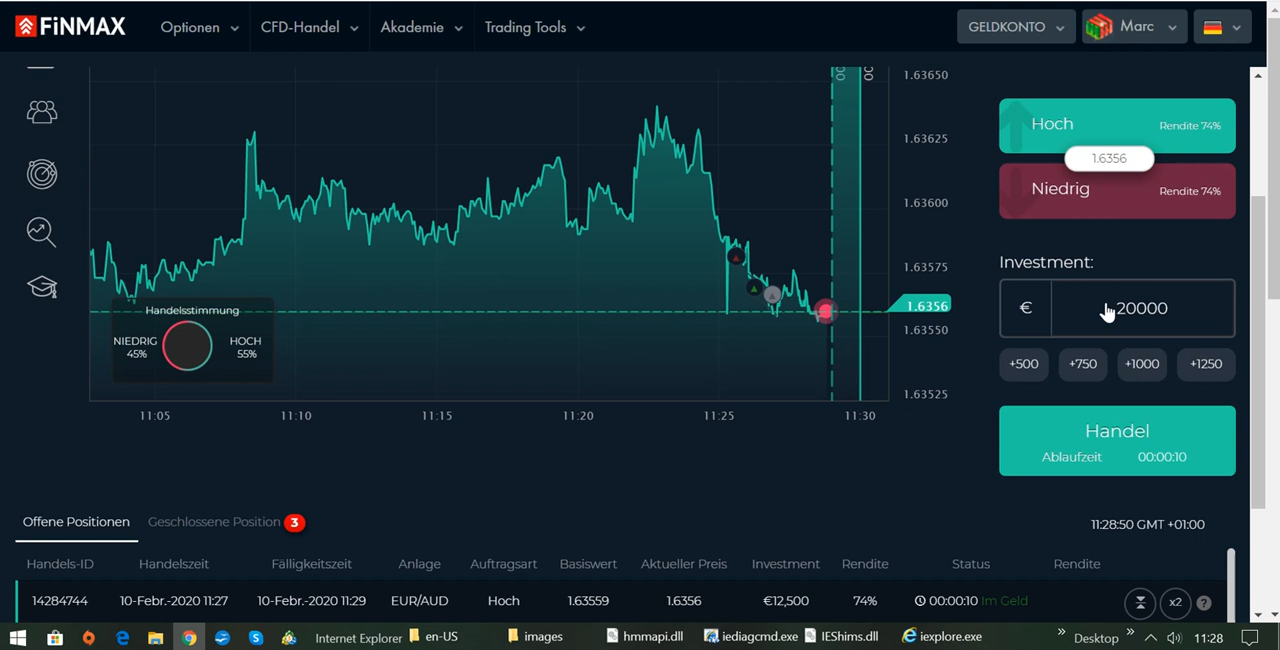 FiNMAX
Optionen
CFD-Handel
Akademie
Trading Tools
GELDKONTO
Marc
00
00
1.63650
1.63625
1.63600
1.63575
1.6356
1.63550
1.63525
Handelsstimmung
NIEDRIG
45%
HOCH
55%
11:05
11:10
11:15
11:20
11:25
11:30
Hoch
Rendite 74%
1.6356
Niedrig
Rendite 74%
Investment:
€
20000
+500
+750
+1000
+1250
Handel
Ablaufzeit 00:00:10
Offene Positionen
Geschlossene Position 3
11:28:50 GMT +01:00
Handels-ID Handelszeit Fälligkeitszeit Anlage Auftragsart Basiswert Aktueller Preis Investment Rendite Status Rendite
14284744 10-Febr.-2020 11:27 10-Febr.-2020 11:29 EUR/AUD Hoch 1.63559 1.6356 €12,500 74% 00:00:10 Im Geld x2 ?
Internet Explorer en-US images hmmapi.dll iediagcmd.exe IEShims.dll iexplore.exe » Desktop » 11:28